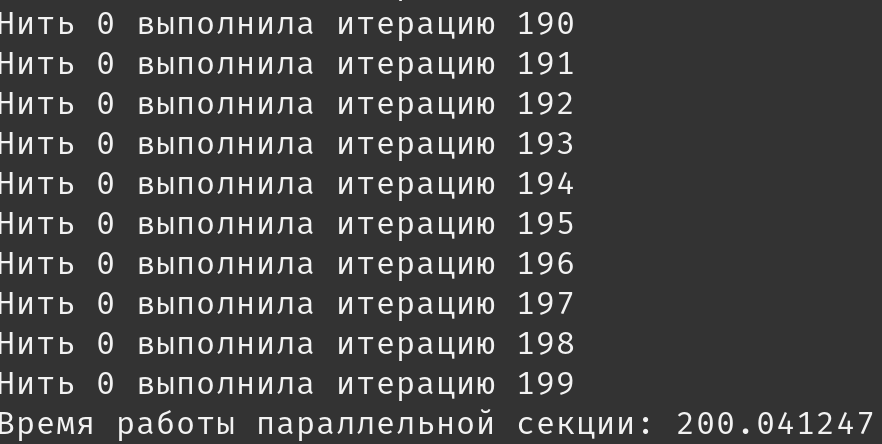 Нить 0 выполнила итерацию 190
Нить 0 выполнила итерацию 191
Нить 0 выполнила итерацию 192
Нить 0 выполнила итерацию 193
Нить 0 выполнила итерацию 194
Нить 0 выполнила итерацию 195
Нить 0 выполнила итерацию 196
Нить 0 выполнила итерацию 197
Нить 0 выполнила итерацию 198
Нить 0 выполнила итерацию 199
Время работы параллельной секции: 200.041247